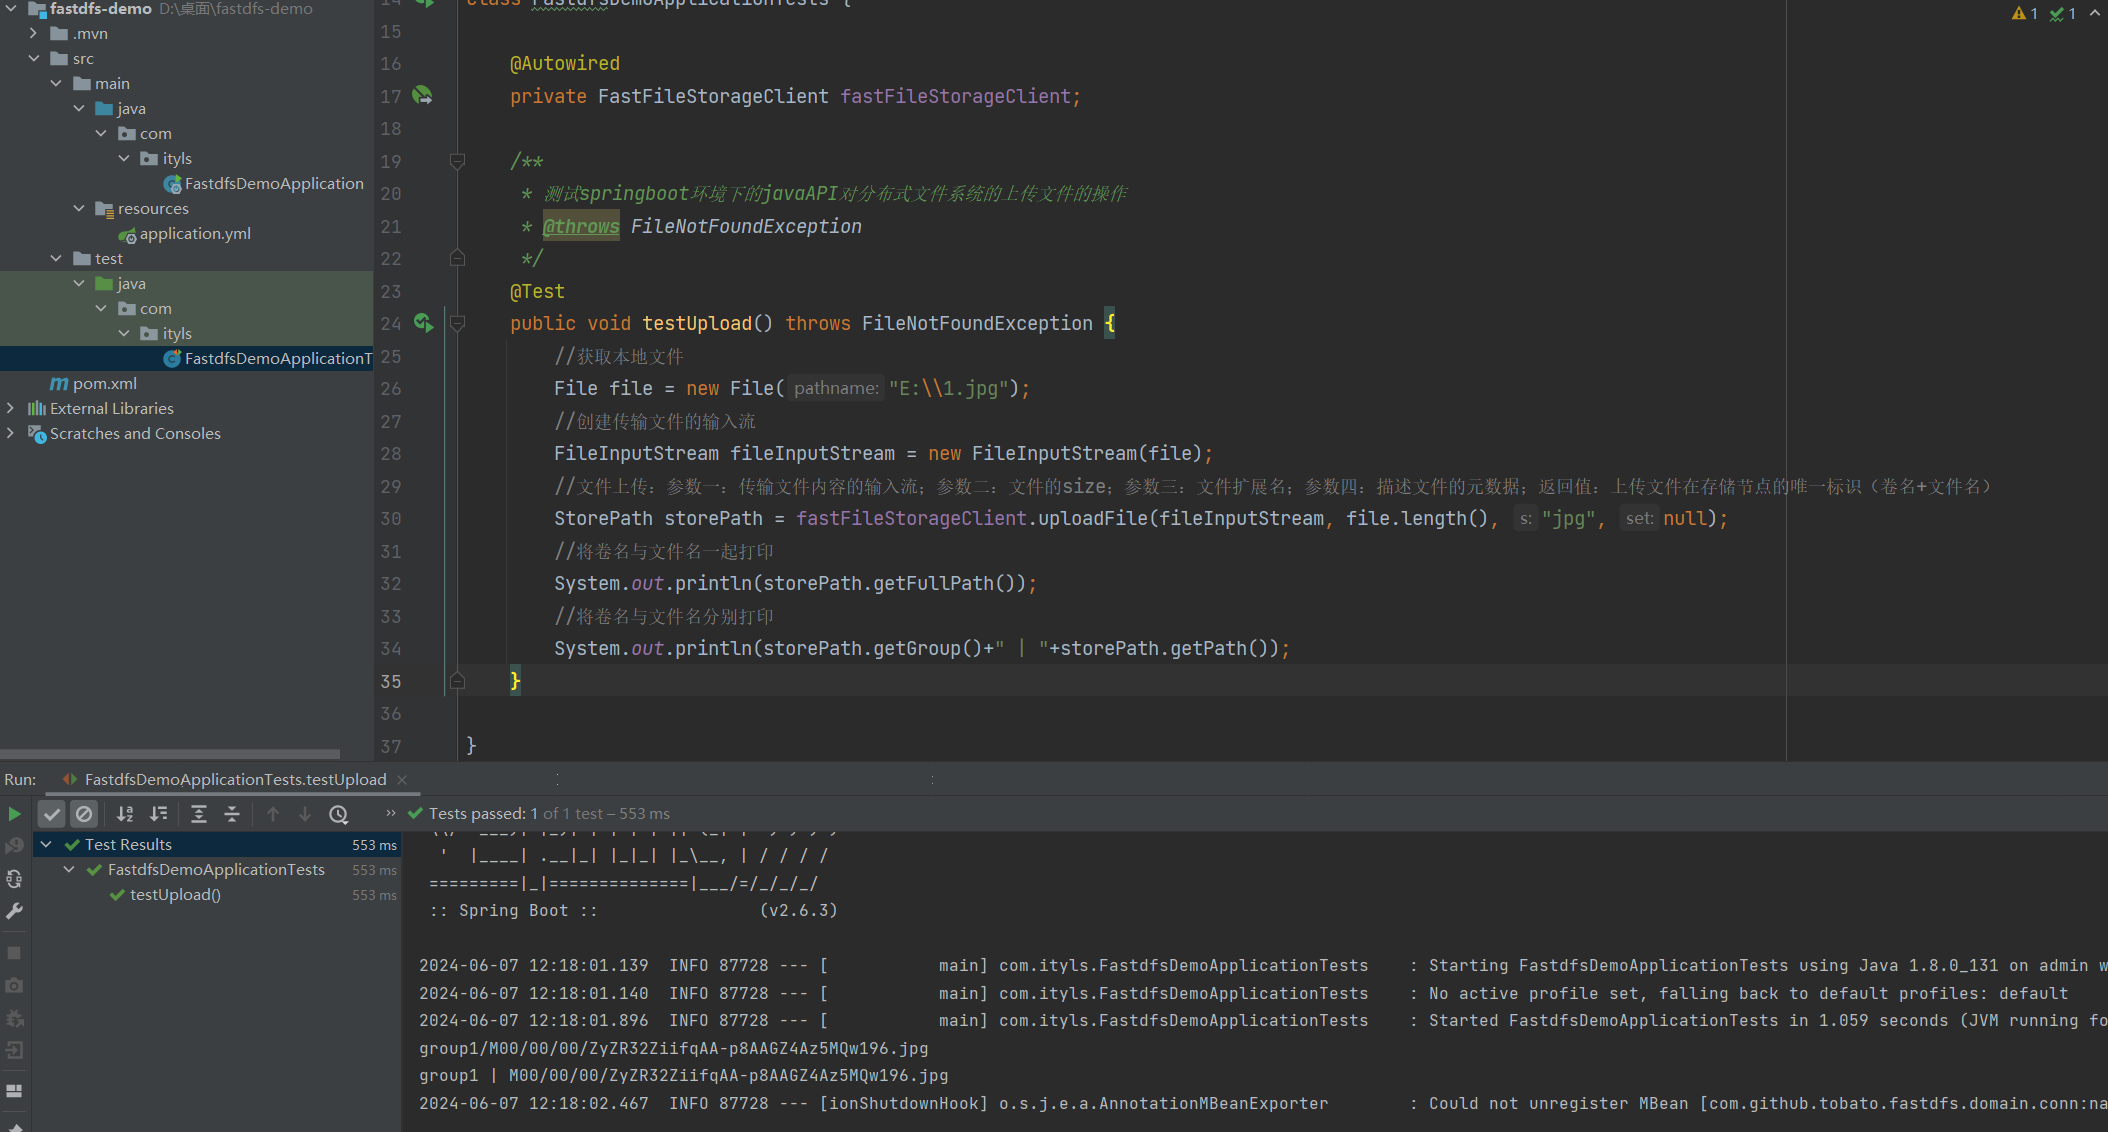 fastdfs-demo D:\桌面\fastdfs-demo
.mvn
src
main
java
com
ityls
FastdfsDemoApplication
resources
application.yml
test
java
com
ityls
FastdfsDemoApplicationT
pom.xml
External Libraries
Scratches and Consoles
1 1
14 class FastdfsDemoApplicationTests {
15
16 @Autowired
17 private FastFileStorageClient fastFileStorageClient;
18
19 /**
20 * 测试springboot环境下的javaAPI对分布式文件系统的上传文件的操作
21 * @throws FileNotFoundException
22 */
23 @Test
24 public void testUpload() throws FileNotFoundException {
25 //获取本地文件
26 File file = new File( pathname: "E:\\1.jpg");
27 //创建传输文件的输入流
28 FileInputStream fileInputStream = new FileInputStream(file);
29 //文件上传: 参数一: 传输文件内容的输入流; 参数二: 文件的size; 参数三: 文件扩展名; 参数四: 描述文件的元数据; 返回值: 上传文件在存储节点的唯一标识（卷名+文件名）
30 StorePath storePath = fastFileStorageClient.uploadFile(fileInputStream, file.length(), s: "jpg", set: null);
31 //将卷名与文件名一起打印
32 System.out.println(storePath.getFullPath());
33 //将卷名与文件名分别打印
34 System.out.println(storePath.getGroup()+" | "+storePath.getPath());
35 }
36
37 }
Run: FastdfsDemoApplicationTests.testUpload
Tests passed: 1 of 1 test – 553 ms
Test Results 553 ms
FastdfsDemoApplicationTests 553 ms
testUpload() 553 ms
' |____| .__|_| |_|_| |_\__, | / / / /
=========|_|==============|___/=/_/_/_/
:: Spring Boot :: (v2.6.3)
2024-06-07 12:18:01.139 INFO 87728 --- [ main] com.ityls.FastdfsDemoApplicationTests : Starting FastdfsDemoApplicationTests using Java 1.8.0_131 on admin w
2024-06-07 12:18:01.140 INFO 87728 --- [ main] com.ityls.FastdfsDemoApplicationTests : No active profile set, falling back to default profiles: default
2024-06-07 12:18:01.896 INFO 87728 --- [ main] com.ityls.FastdfsDemoApplicationTests : Started FastdfsDemoApplicationTests in 1.059 seconds (JVM running fo
group1/M00/00/00/ZyZR32ZiifqAA-p8AAGZ4Az5MQw196.jpg
group1 | M00/00/00/ZyZR32ZiifqAA-p8AAGZ4Az5MQw196.jpg
2024-06-07 12:18:02.467 INFO 87728 --- [ionShutdownHook] o.s.j.e.a.AnnotationMBeanExporter : Could not unregister MBean [com.github.tobato.fastdfs.domain.conn:na